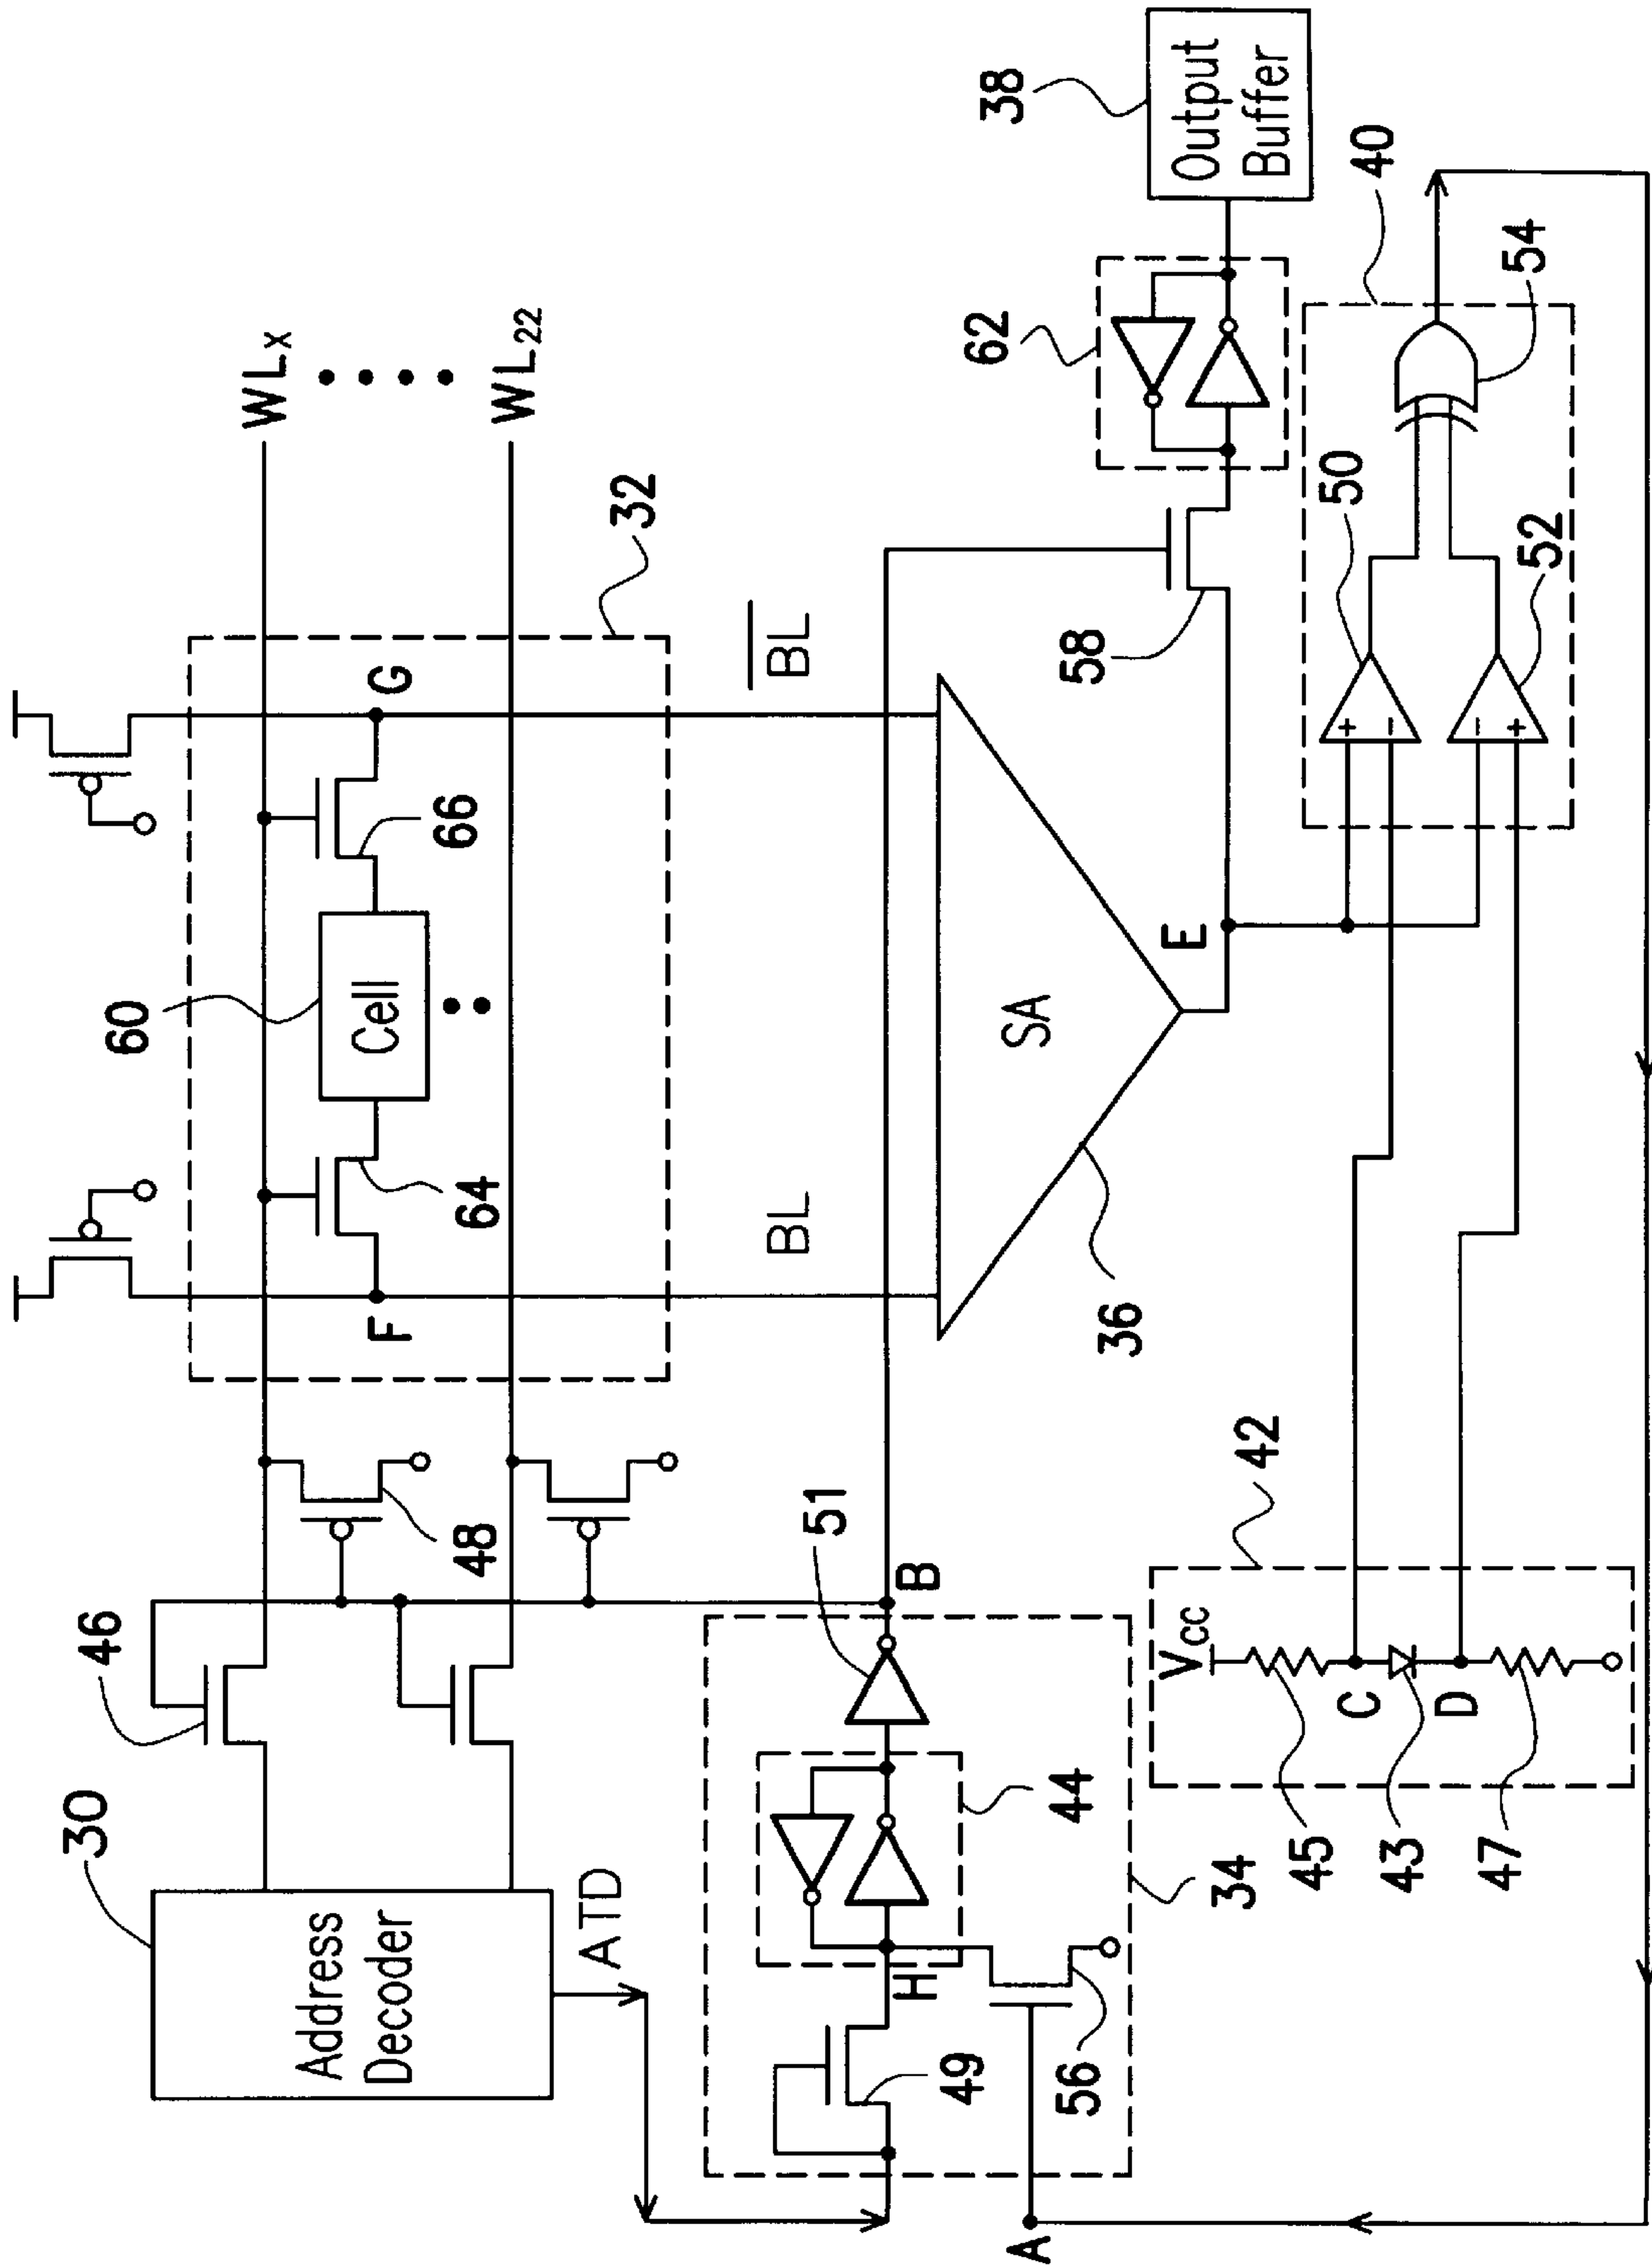 30
Address
Decoder
46
48
ATD
WLX
WL22
60
Cell
64
66
F
G
32
BL
BL
SA
36
E
34
49
H
44
51
B
56
A
42
VCC
45
C
43
D
47
58
62
38
Output
Buffer
40
50
+
−
52
−
+
54